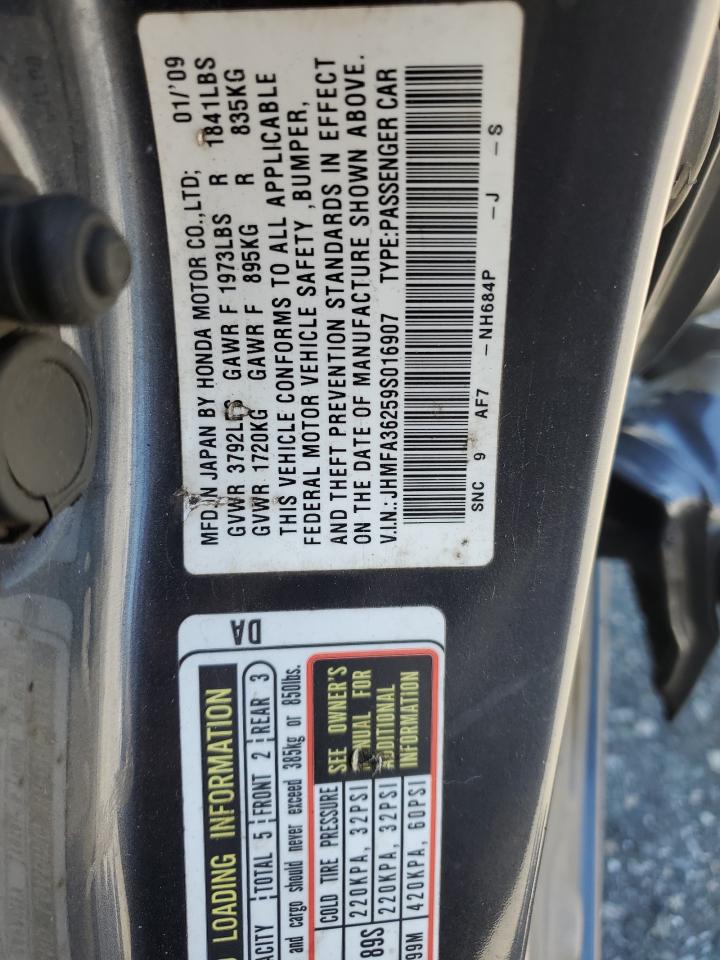 MFD IN JAPAN BY HONDA MOTOR CO.,LTD; 01/'09
GVWR 3792LBS GAWR F 1973LBS R 1841LBS
GVWR 1720KG GAWR F 895KG R 835KG
THIS VEHICLE CONFORMS TO ALL APPLICABLE
FEDERAL MOTOR VEHICLE SAFETY ,BUMPER,
AND THEFT PREVENTION STANDARDS IN EFFECT
ON THE DATE OF MANUFACTURE SHOWN ABOVE.
V.I.N.:JHMFA36259S016907 TYPE:PASSENGER CAR
SNC 9 AF7 -NH684P -J -S
DA
LOADING INFORMATION
TOTAL 5 FRONT 2 REAR 3
and cargo should never exceed 385kg or 850lbs.
COLD TIRE PRESSURE
89S 220KPA, 32PSI
220KPA, 32PSI
99M 420KPA, 60PSI
SEE OWNER'S
MANUAL FOR
ADDITIONAL
INFORMATION